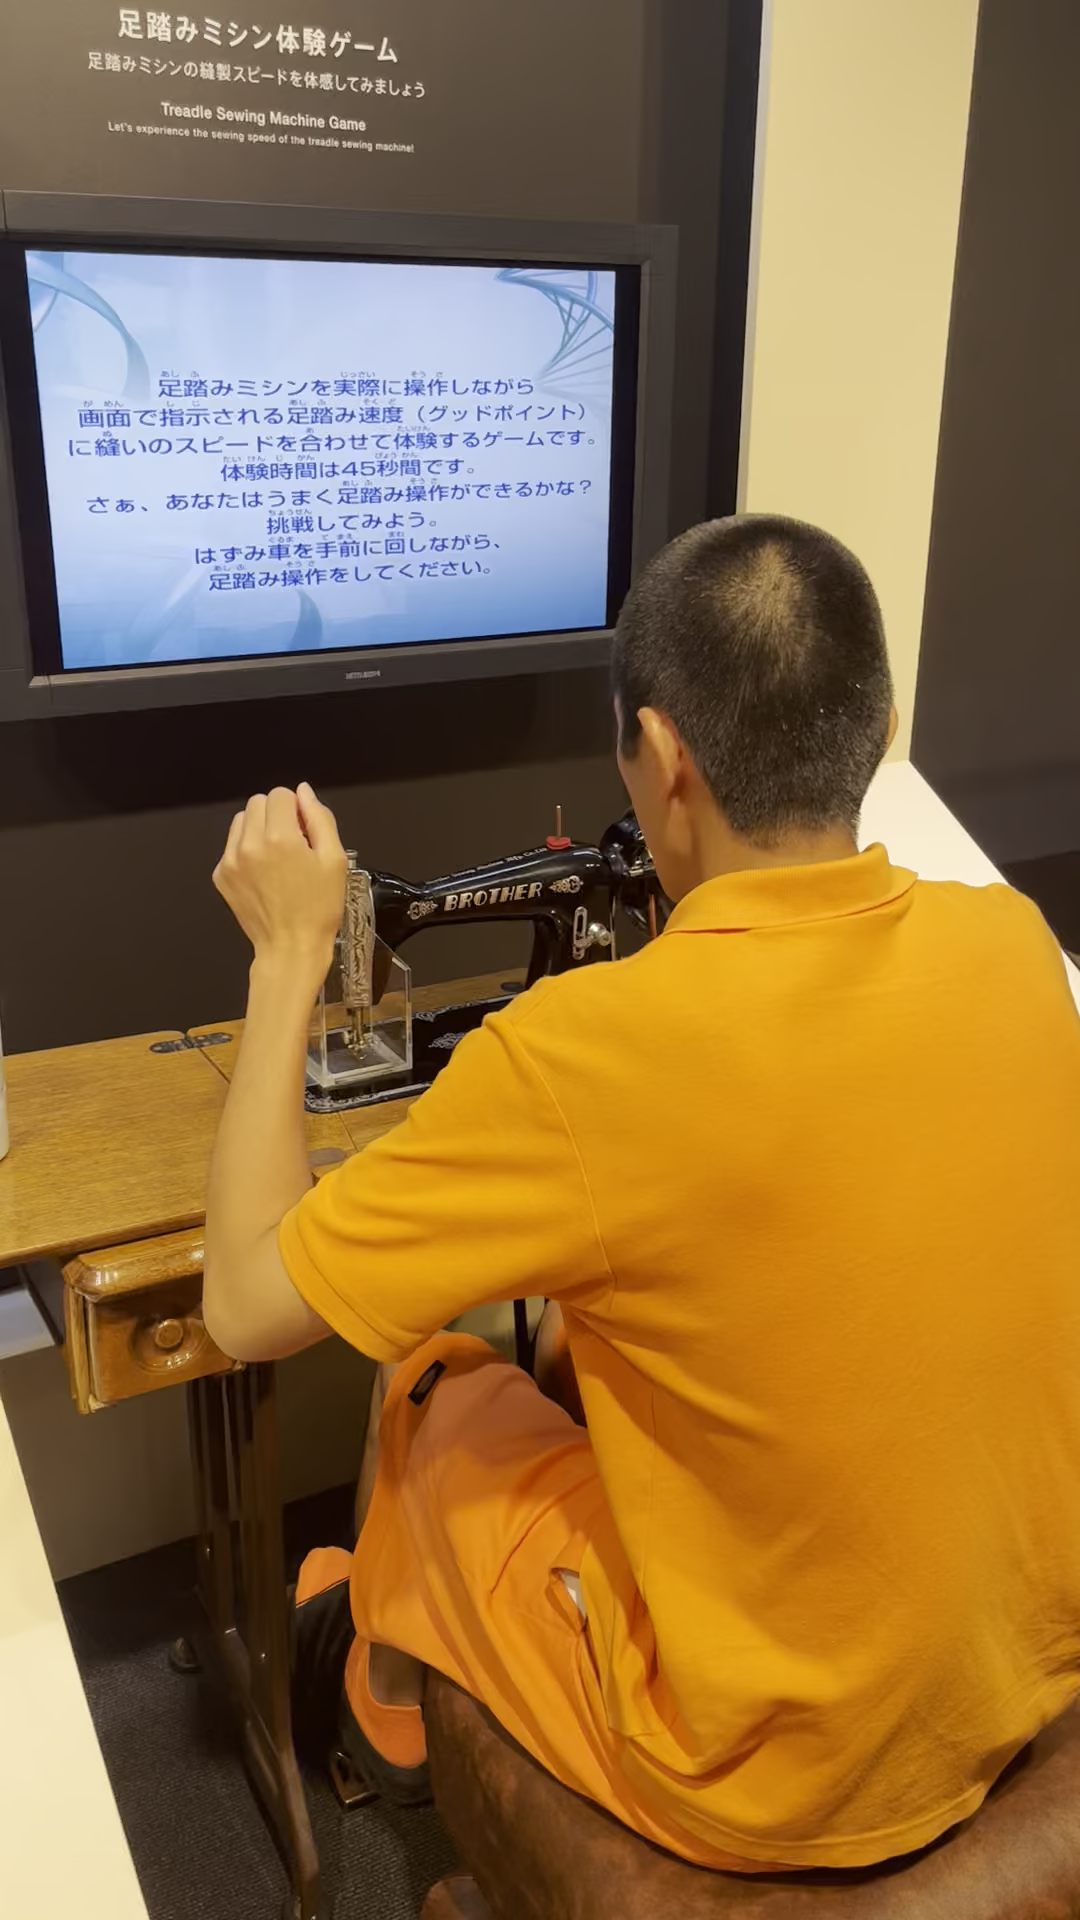 足踏みミシン体験ゲーム
足踏みミシンの縫製スピードを体感してみましょう
Treadle Sewing Machine Game
Let's experience the sewing speed of the treadle sewing machine!
足踏みミシンを実際に操作しながら
画面で指示される足踏み速度（グッドポイント）
に縫いのスピードを合わせて体験するゲームです。
体験時間は45秒間です。
さぁ、あなたはうまく足踏み操作ができるかな？
挑戦してみよう。
はずみ車を手前に回しながら、
足踏み操作をしてください。
MITSUBISHI
BROTHER